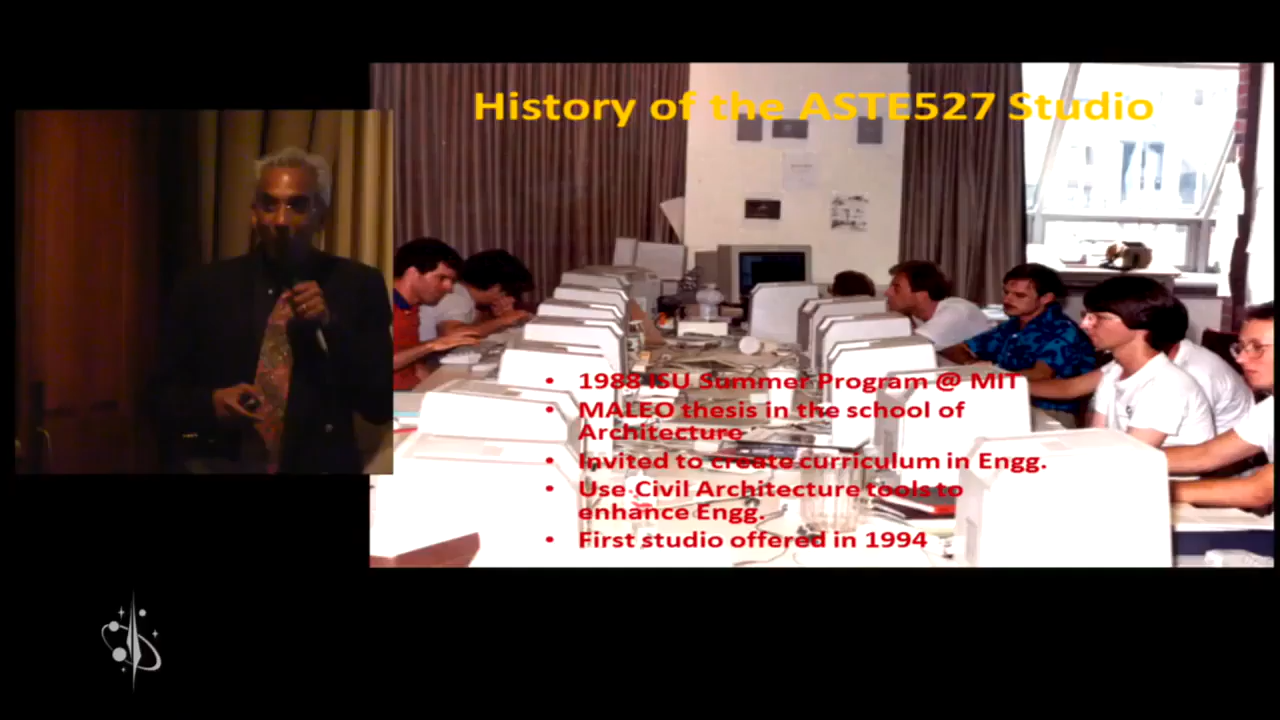 History of the ASTE527 Studio
• 1988 ISU Summer Program @ MIT
• MALEO thesis in the school of
Architecture
• Invited to create curriculum in Engg.
• Use Civil Architecture tools to
enhance Engg.
• First studio offered in 1994